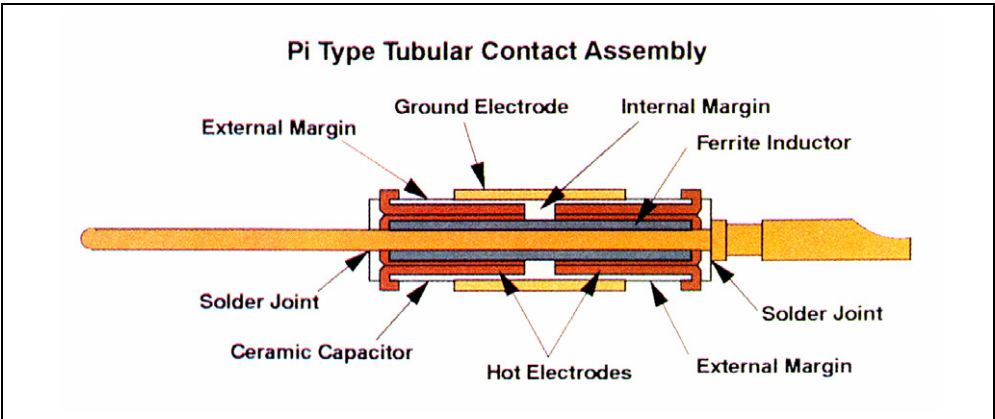 Pi Type Tubular Contact Assembly
Ground Electrode
Internal Margin
External Margin
Ferrite Inductor
Solder Joint
Solder Joint
Ceramic Capacitor
Hot Electrodes
External Margin